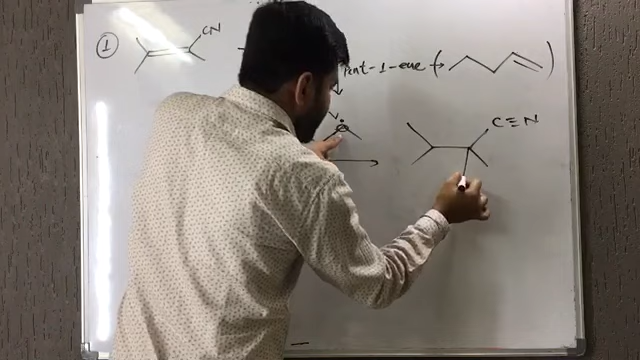 ① CN
Pent-1-ene (→ )
C≡N